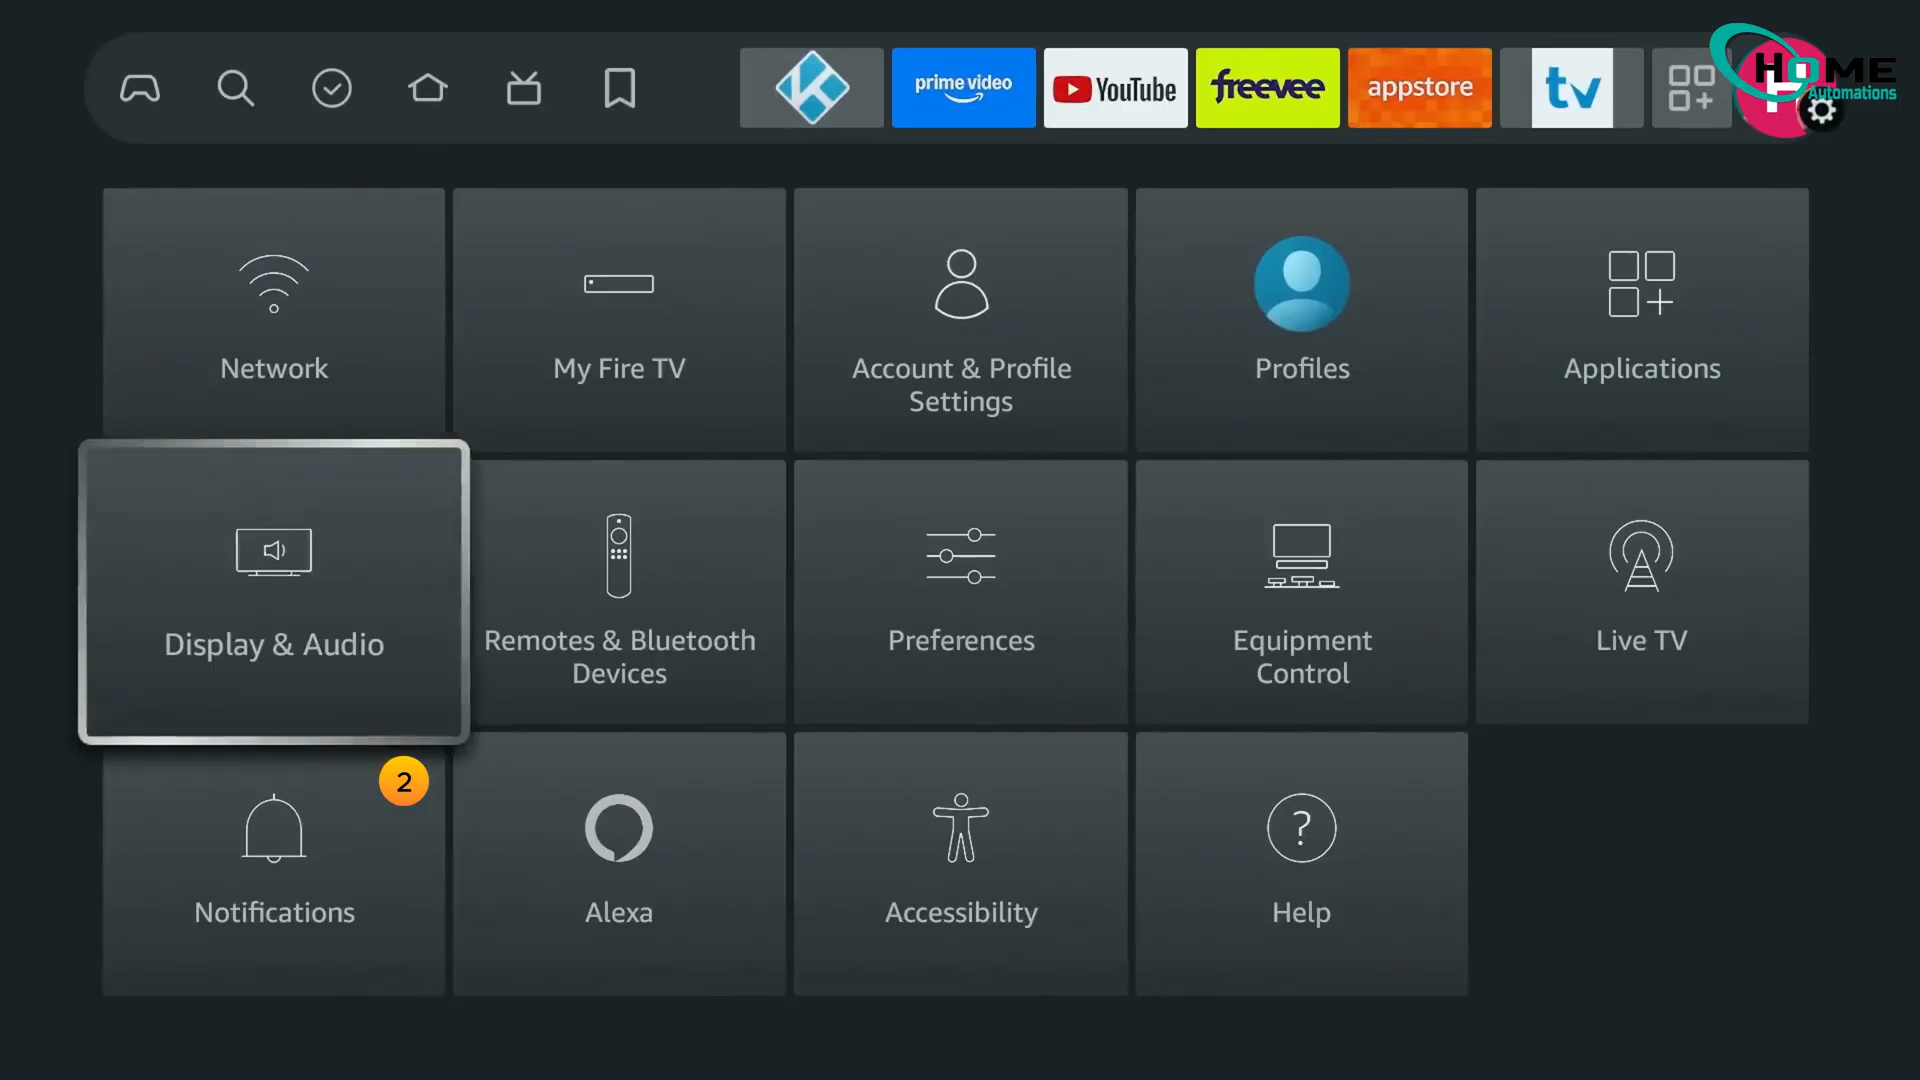 prime video
YouTube
freevee
appstore
tv
HOME
Automations
Network
My Fire TV
Account & Profile
Settings
Profiles
Applications
Display & Audio
Remotes & Bluetooth
Devices
Preferences
Equipment
Control
Live TV
2
Notifications
Alexa
Accessibility
?
Help